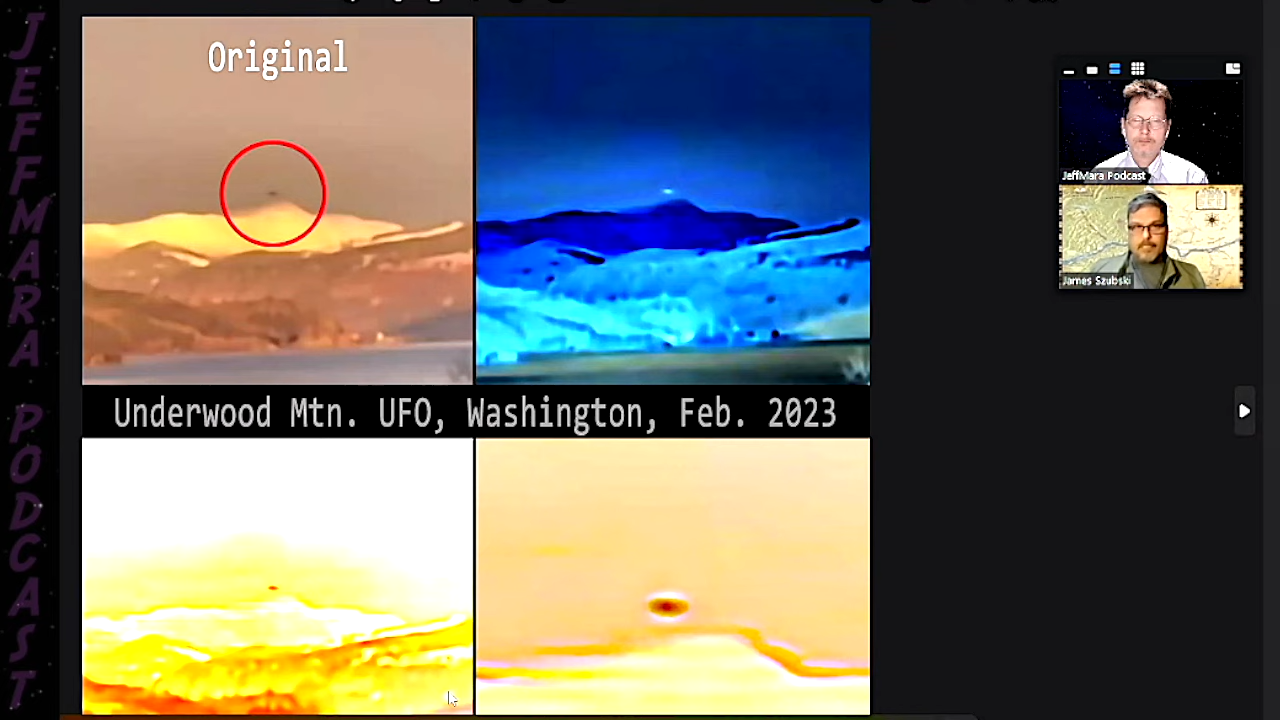 JEFFMARA PODCAST
Original
JeffMara Podcast
James Szubski
Underwood Mtn. UFO, Washington, Feb. 2023